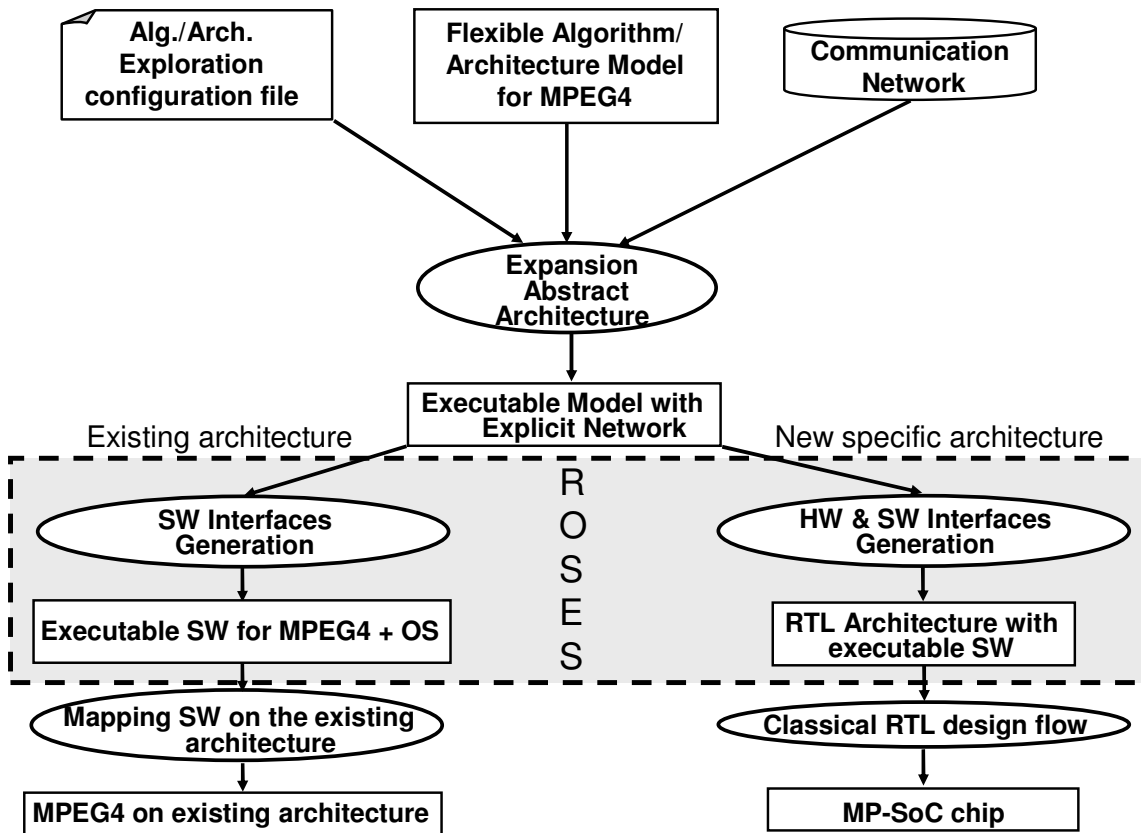 Alg./Arch.
Exploration
configuration file
Flexible Algorithm/
Architecture Model
for MPEG4
Communication
Network
Expansion
Abstract
Architecture
Executable Model with
Explicit Network
Existing architecture
New specific architecture
R
O
S
E
S
SW Interfaces
Generation
HW & SW Interfaces
Generation
Executable SW for MPEG4 + OS
RTL Architecture with
executable SW
Mapping SW on the existing
architecture
Classical RTL design flow
MPEG4 on existing architecture
MP-SoC chip